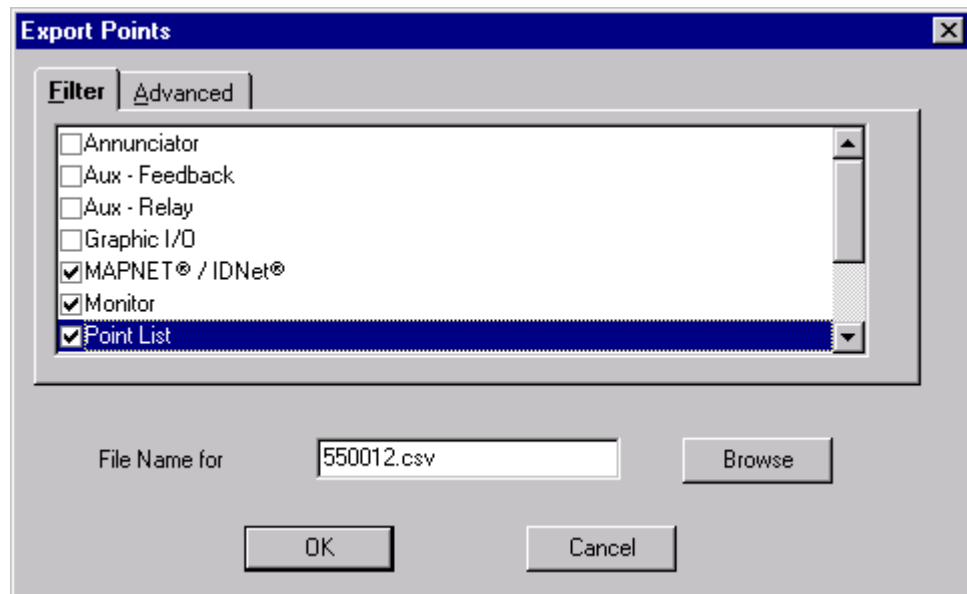 Export Points
Filter Advanced
Annunciator
Aux - Feedback
Aux - Relay
Graphic I/O
MAPNET® / IDNet®
Monitor
Point List
File Name for 550012.csv Browse
OK Cancel